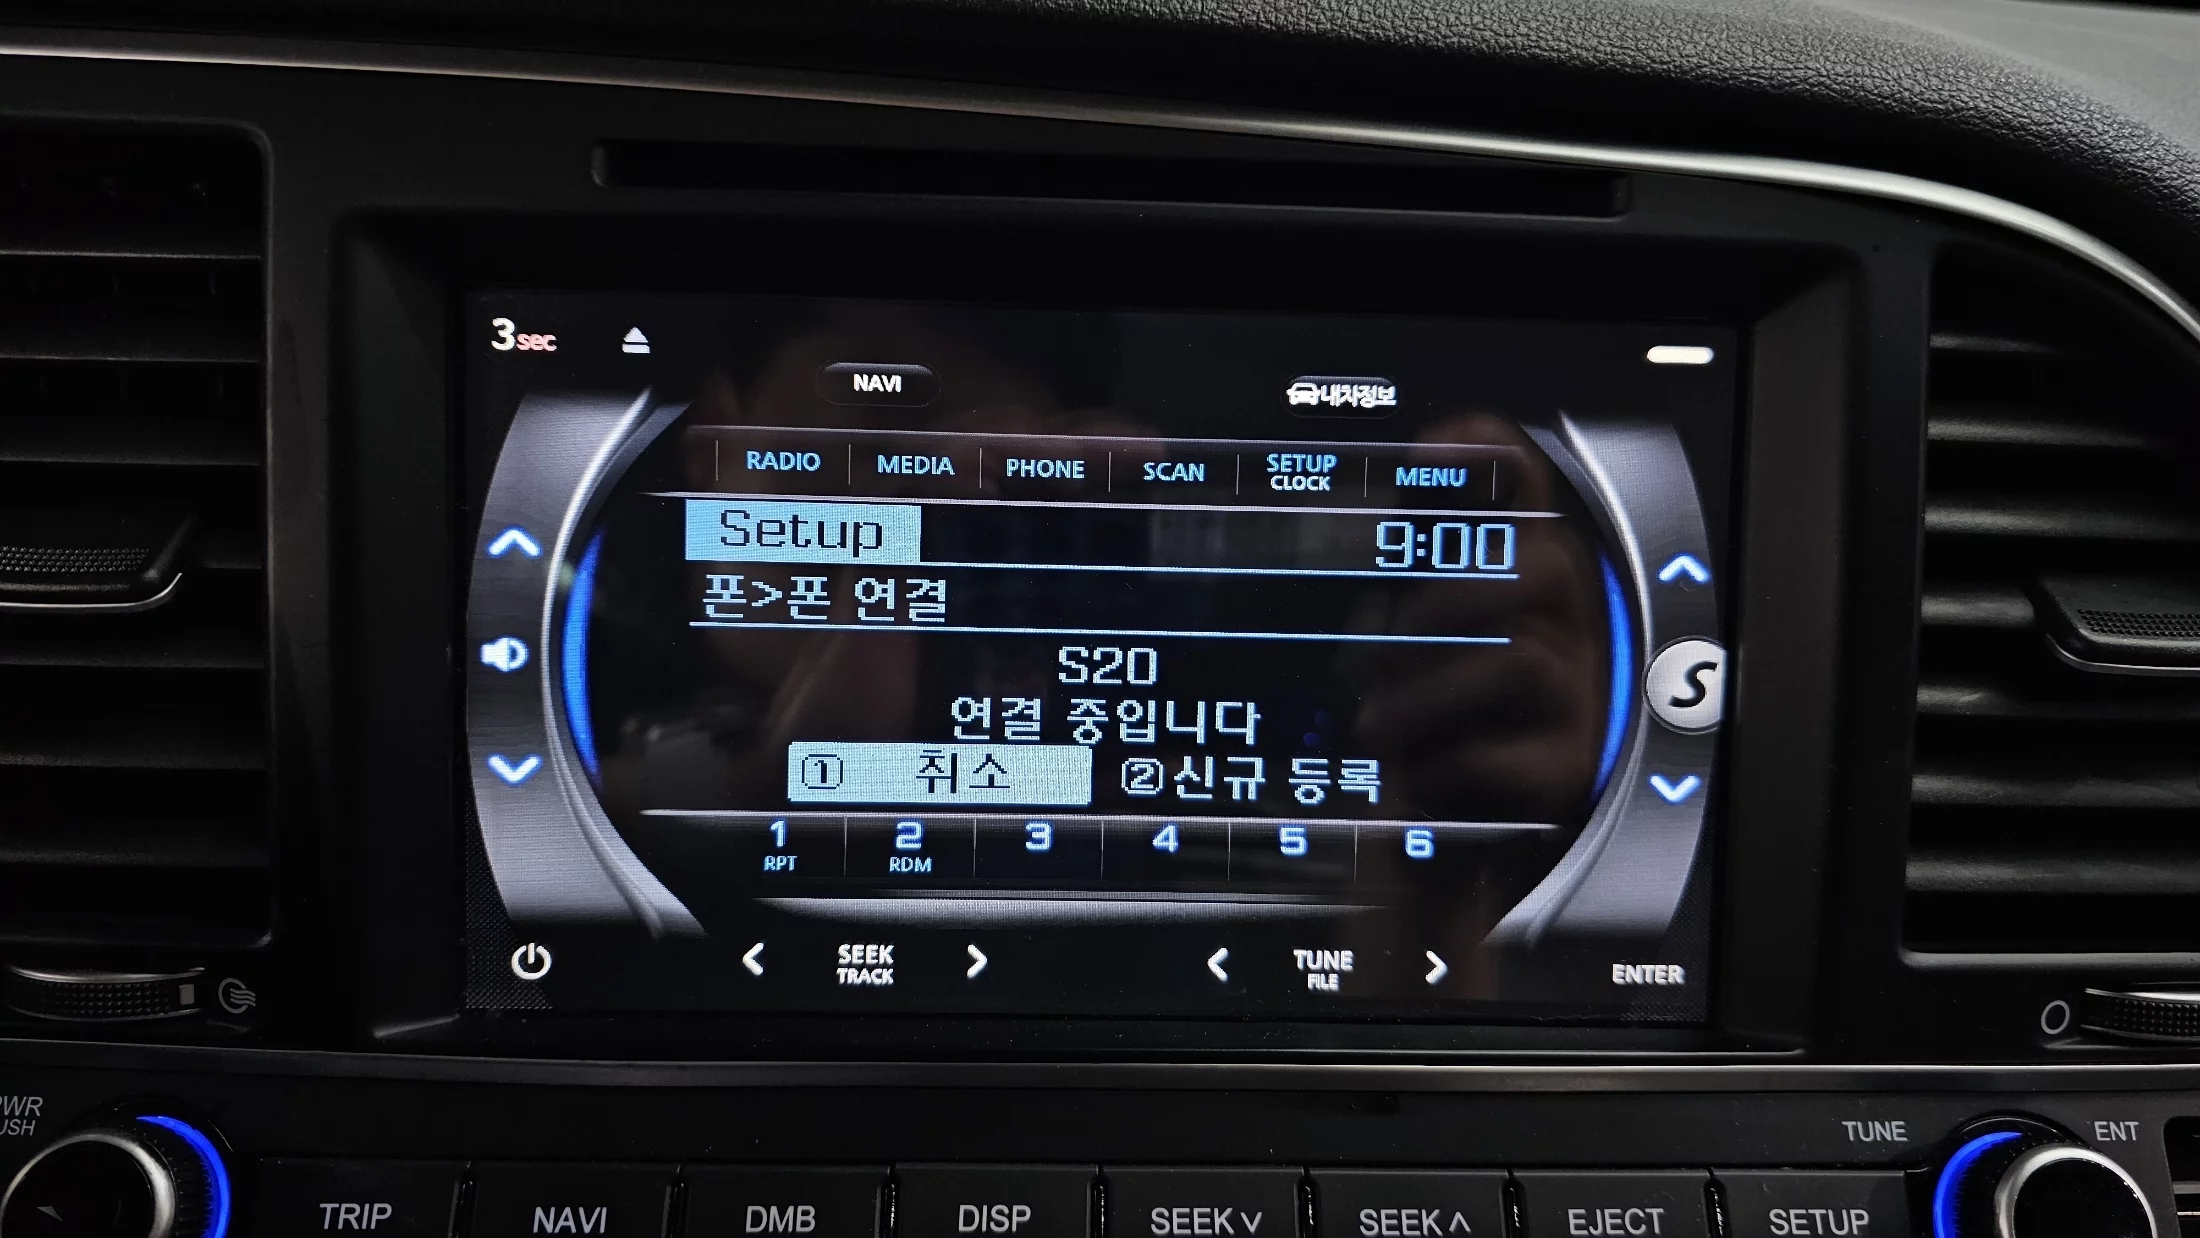 3sec
NAVI
내차정보
RADIO MEDIA PHONE SCAN SETUP CLOCK MENU
Setup 9:00
폰>폰 연결
S20
연결 중입니다
① 취소 ②신규 등록
1 RPT 2 RDM 3 4 5 6
S
< SEEK TRACK > < TUNE FILE > ENTER
TUNE ENT
TRIP NAVI DMB DISP SEEK∨ SEEK∧ EJECT SETUP